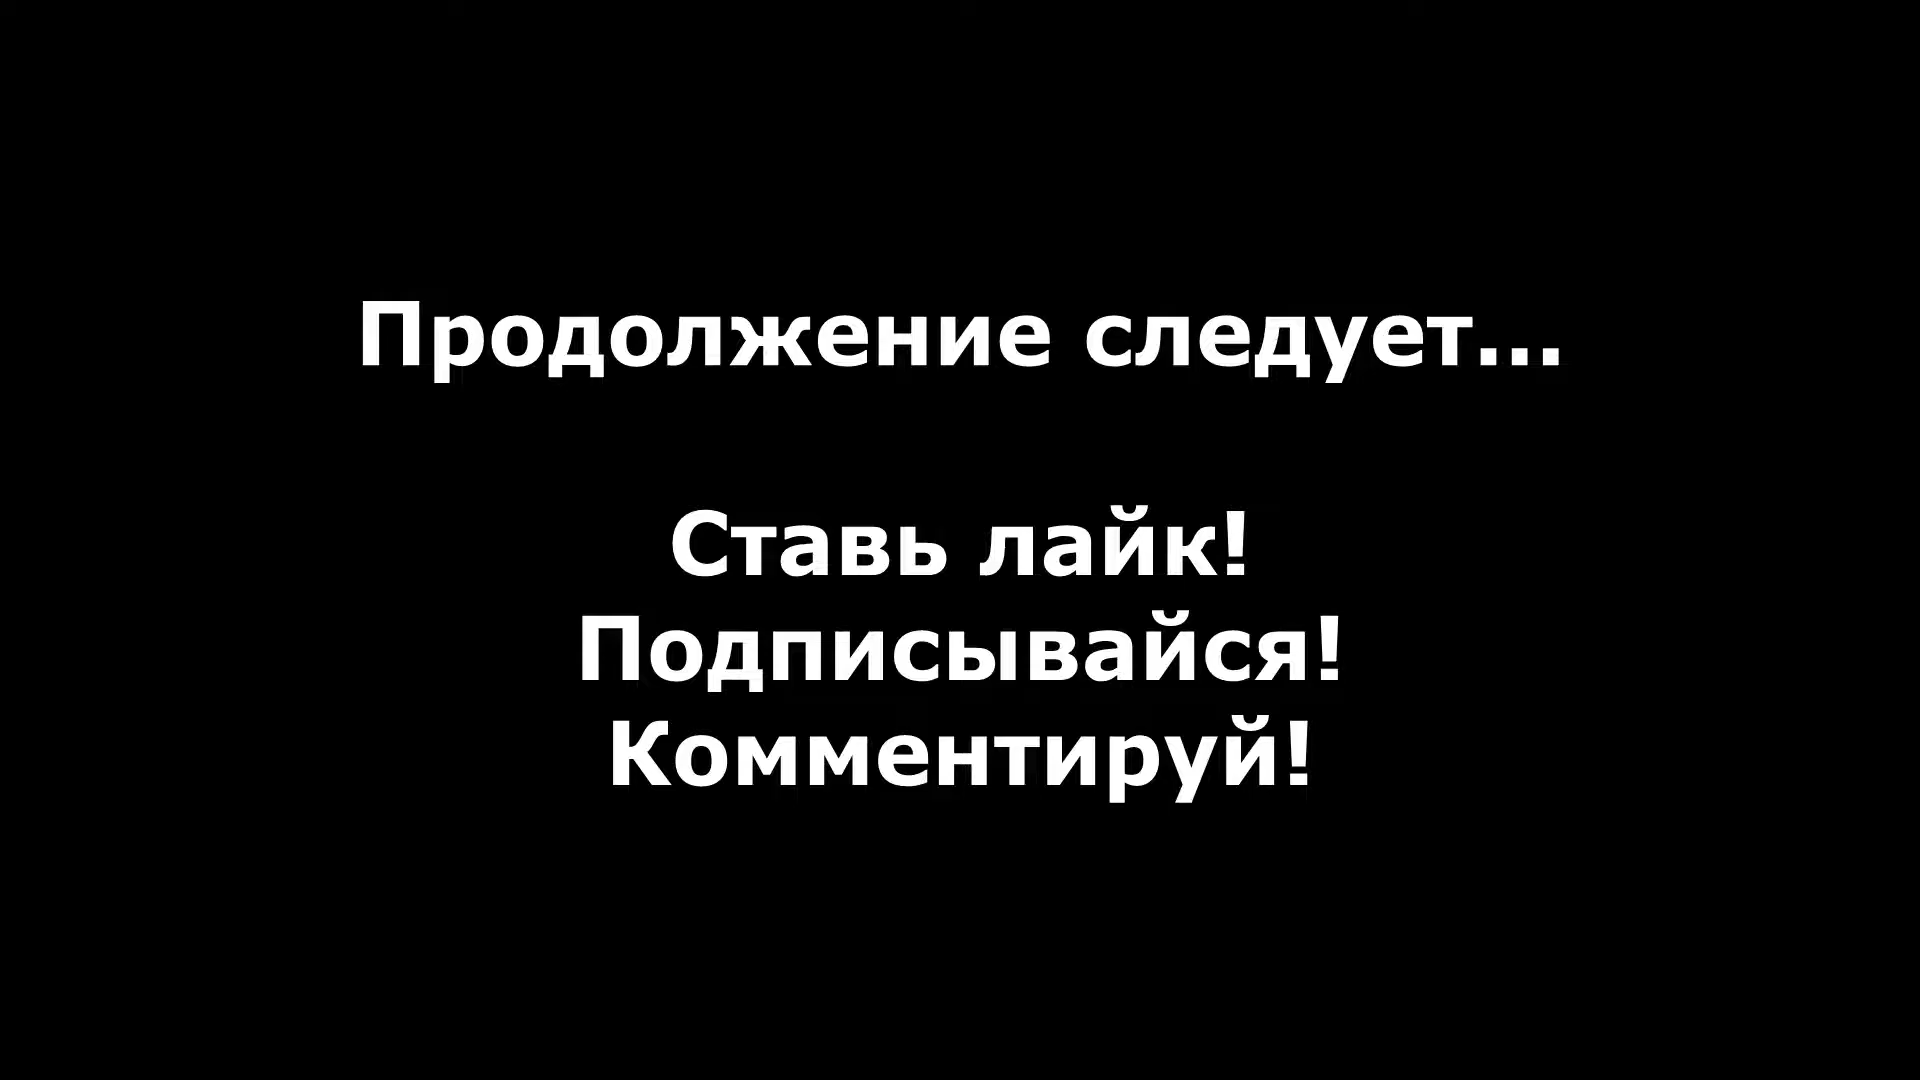 Продолжение следует...
Ставь лайк!
Подписывайся!
Комментируй!